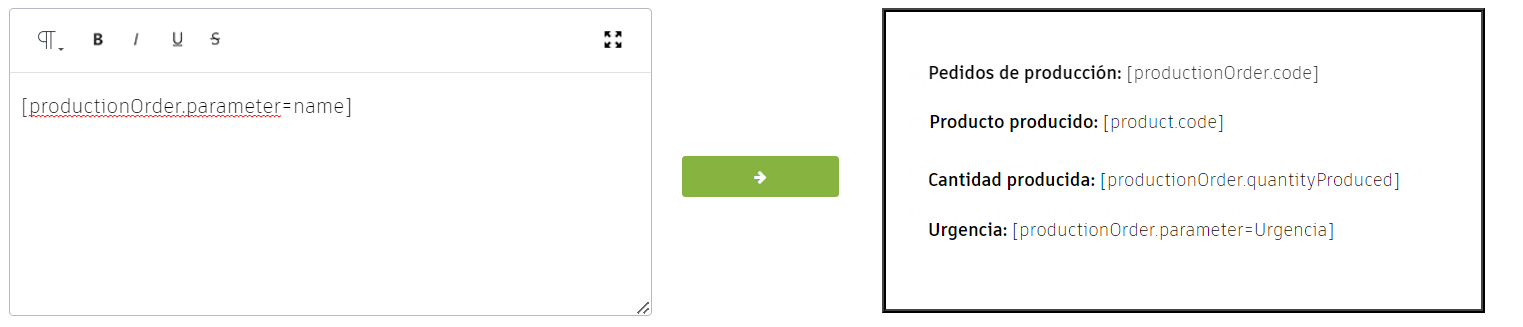 B I U S
[productionOrder.parameter=name]
Pedidos de producción: [productionOrder.code]
Producto producido: [product.code]
Cantidad producida: [productionOrder.quantityProduced]
Urgencia: [productionOrder.parameter=Urgencia]